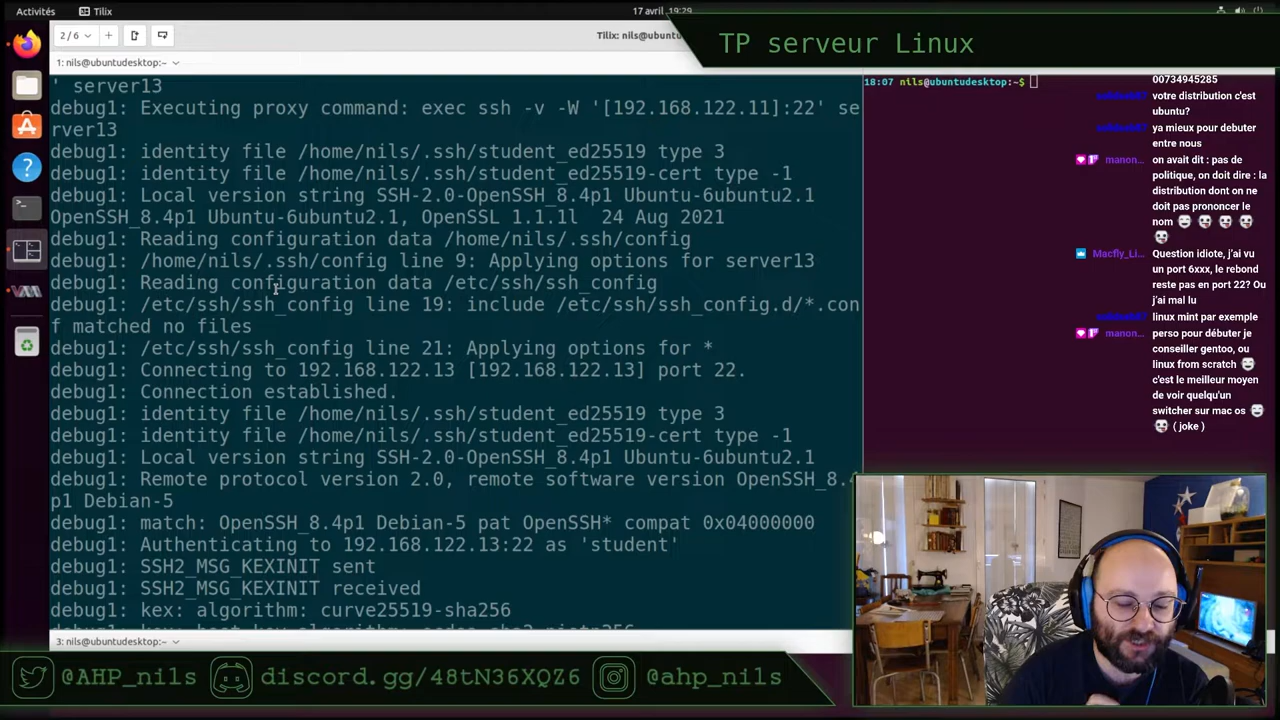 Activités
Tilix
17 avril 19:29
2/6
Tilix: nils@ubuntu
TP serveur Linux
1: nils@ubuntudesktop:~
' server13
debug1: Executing proxy command: exec ssh -v -W '[192.168.122.11]:22' se
rver13
debug1: identity file /home/nils/.ssh/student_ed25519 type 3
debug1: identity file /home/nils/.ssh/student_ed25519-cert type -1
debug1: Local version string SSH-2.0-OpenSSH_8.4p1 Ubuntu-6ubuntu2.1
OpenSSH_8.4p1 Ubuntu-6ubuntu2.1, OpenSSL 1.1.1l  24 Aug 2021
debug1: Reading configuration data /home/nils/.ssh/config
debug1: /home/nils/.ssh/config line 9: Applying options for server13
debug1: Reading configuration data /etc/ssh/ssh_config
debug1: /etc/ssh/ssh_config line 19: include /etc/ssh/ssh_config.d/*.con
f matched no files
debug1: /etc/ssh/ssh_config line 21: Applying options for *
debug1: Connecting to 192.168.122.13 [192.168.122.13] port 22.
debug1: Connection established.
debug1: identity file /home/nils/.ssh/student_ed25519 type 3
debug1: identity file /home/nils/.ssh/student_ed25519-cert type -1
debug1: Local version string SSH-2.0-OpenSSH_8.4p1 Ubuntu-6ubuntu2.1
debug1: Remote protocol version 2.0, remote software version OpenSSH_8.4
p1 Debian-5
debug1: match: OpenSSH_8.4p1 Debian-5 pat OpenSSH* compat 0x04000000
debug1: Authenticating to 192.168.122.13:22 as 'student'
debug1: SSH2_MSG_KEXINIT sent
debug1: SSH2_MSG_KEXINIT received
debug1: kex: algorithm: curve25519-sha256
3: nils@ubuntudesktop:~
18:07 nils@ubuntudesktop:~$
00734945285
votre distribution c'est
ubuntu?
ya mieux pour debuter
entre nous
manon... on avait dit : pas de
politique, on doit dire : la
distribution dont on ne
doit pas prononcer le
nom
Macfly_Li... Question idiote, j'ai vu
un port 6xxx, le rebond
reste pas en port 22? Ou
j'ai mal lu
linux mint par exemple
manon... perso pour débuter je
conseiller gentoo, ou
linux from scratch
c'est le meilleur moyen
de voir quelqu'un
switcher sur mac os
( joke )
@AHP_nils
discord.gg/48tN36XQZ6
@ahp_nils